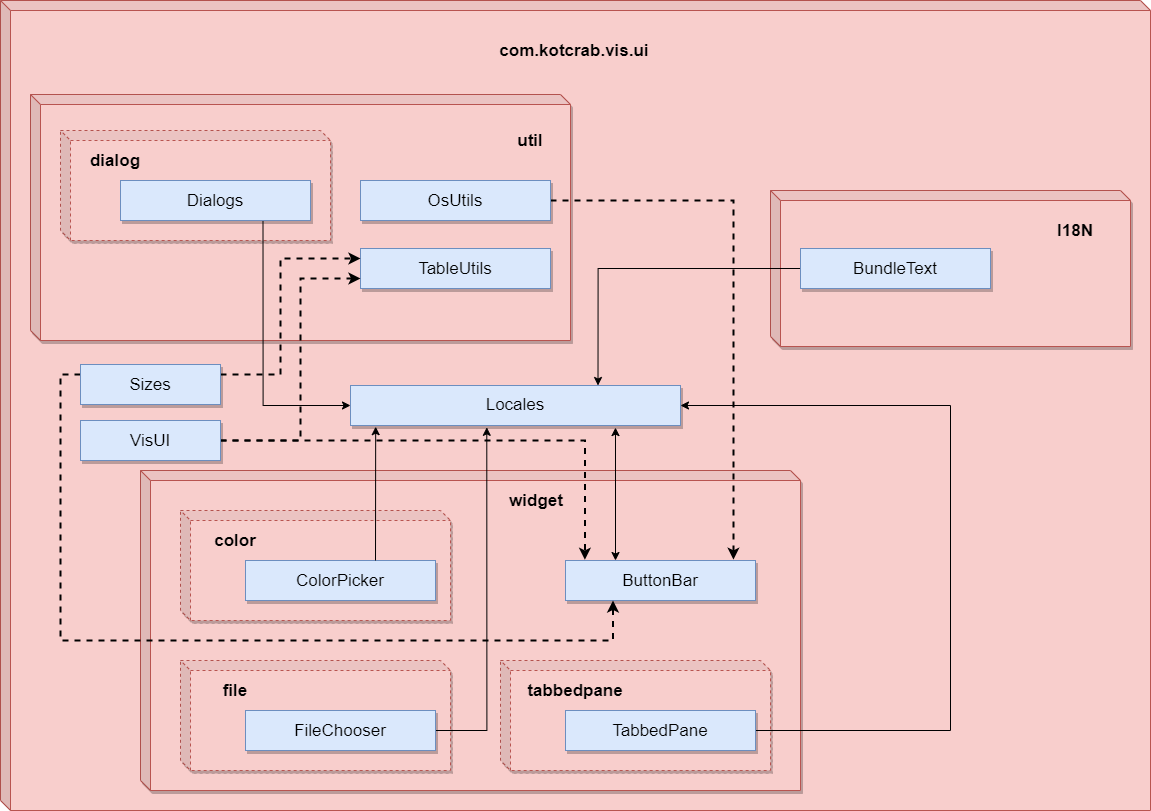 com.kotcrab.vis.ui
util
dialog
Dialogs
OsUtils
TableUtils
I18N
BundleText
Sizes
VisUI
Locales
widget
color
ColorPicker
ButtonBar
file
FileChooser
tabbedpane
TabbedPane